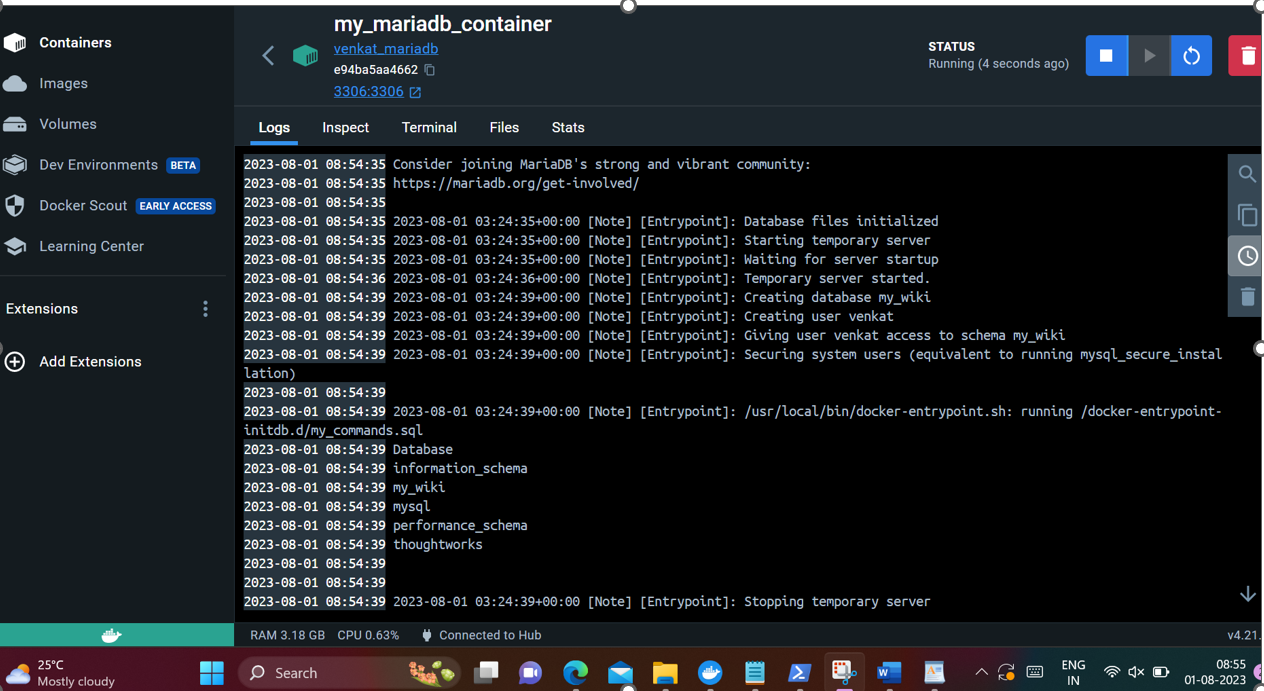 Containers
Images
Volumes
Dev Environments BETA
Docker Scout EARLY ACCESS
Learning Center
Extensions
Add Extensions
my_mariadb_container
venkat_mariadb
e94ba5aa4662
3306:3306
STATUS
Running (4 seconds ago)
Logs Inspect Terminal Files Stats
2023-08-01 08:54:35 Consider joining MariaDB's strong and vibrant community:
2023-08-01 08:54:35 https://mariadb.org/get-involved/
2023-08-01 08:54:35
2023-08-01 08:54:35 2023-08-01 03:24:35+00:00 [Note] [Entrypoint]: Database files initialized
2023-08-01 08:54:35 2023-08-01 03:24:35+00:00 [Note] [Entrypoint]: Starting temporary server
2023-08-01 08:54:35 2023-08-01 03:24:35+00:00 [Note] [Entrypoint]: Waiting for server startup
2023-08-01 08:54:36 2023-08-01 03:24:36+00:00 [Note] [Entrypoint]: Temporary server started.
2023-08-01 08:54:39 2023-08-01 03:24:39+00:00 [Note] [Entrypoint]: Creating database my_wiki
2023-08-01 08:54:39 2023-08-01 03:24:39+00:00 [Note] [Entrypoint]: Creating user venkat
2023-08-01 08:54:39 2023-08-01 03:24:39+00:00 [Note] [Entrypoint]: Giving user venkat access to schema my_wiki
2023-08-01 08:54:39 2023-08-01 03:24:39+00:00 [Note] [Entrypoint]: Securing system users (equivalent to running mysql_secure_instal
lation)
2023-08-01 08:54:39
2023-08-01 08:54:39 2023-08-01 03:24:39+00:00 [Note] [Entrypoint]: /usr/local/bin/docker-entrypoint.sh: running /docker-entrypoint-
initdb.d/my_commands.sql
2023-08-01 08:54:39 Database
2023-08-01 08:54:39 information_schema
2023-08-01 08:54:39 my_wiki
2023-08-01 08:54:39 mysql
2023-08-01 08:54:39 performance_schema
2023-08-01 08:54:39 thoughtworks
2023-08-01 08:54:39
2023-08-01 08:54:39
2023-08-01 08:54:39 2023-08-01 03:24:39+00:00 [Note] [Entrypoint]: Stopping temporary server
RAM 3.18 GB CPU 0.63% Connected to Hub v4.21.
25°C
Mostly cloudy
Search
ENG
IN
08:55
01-08-2023